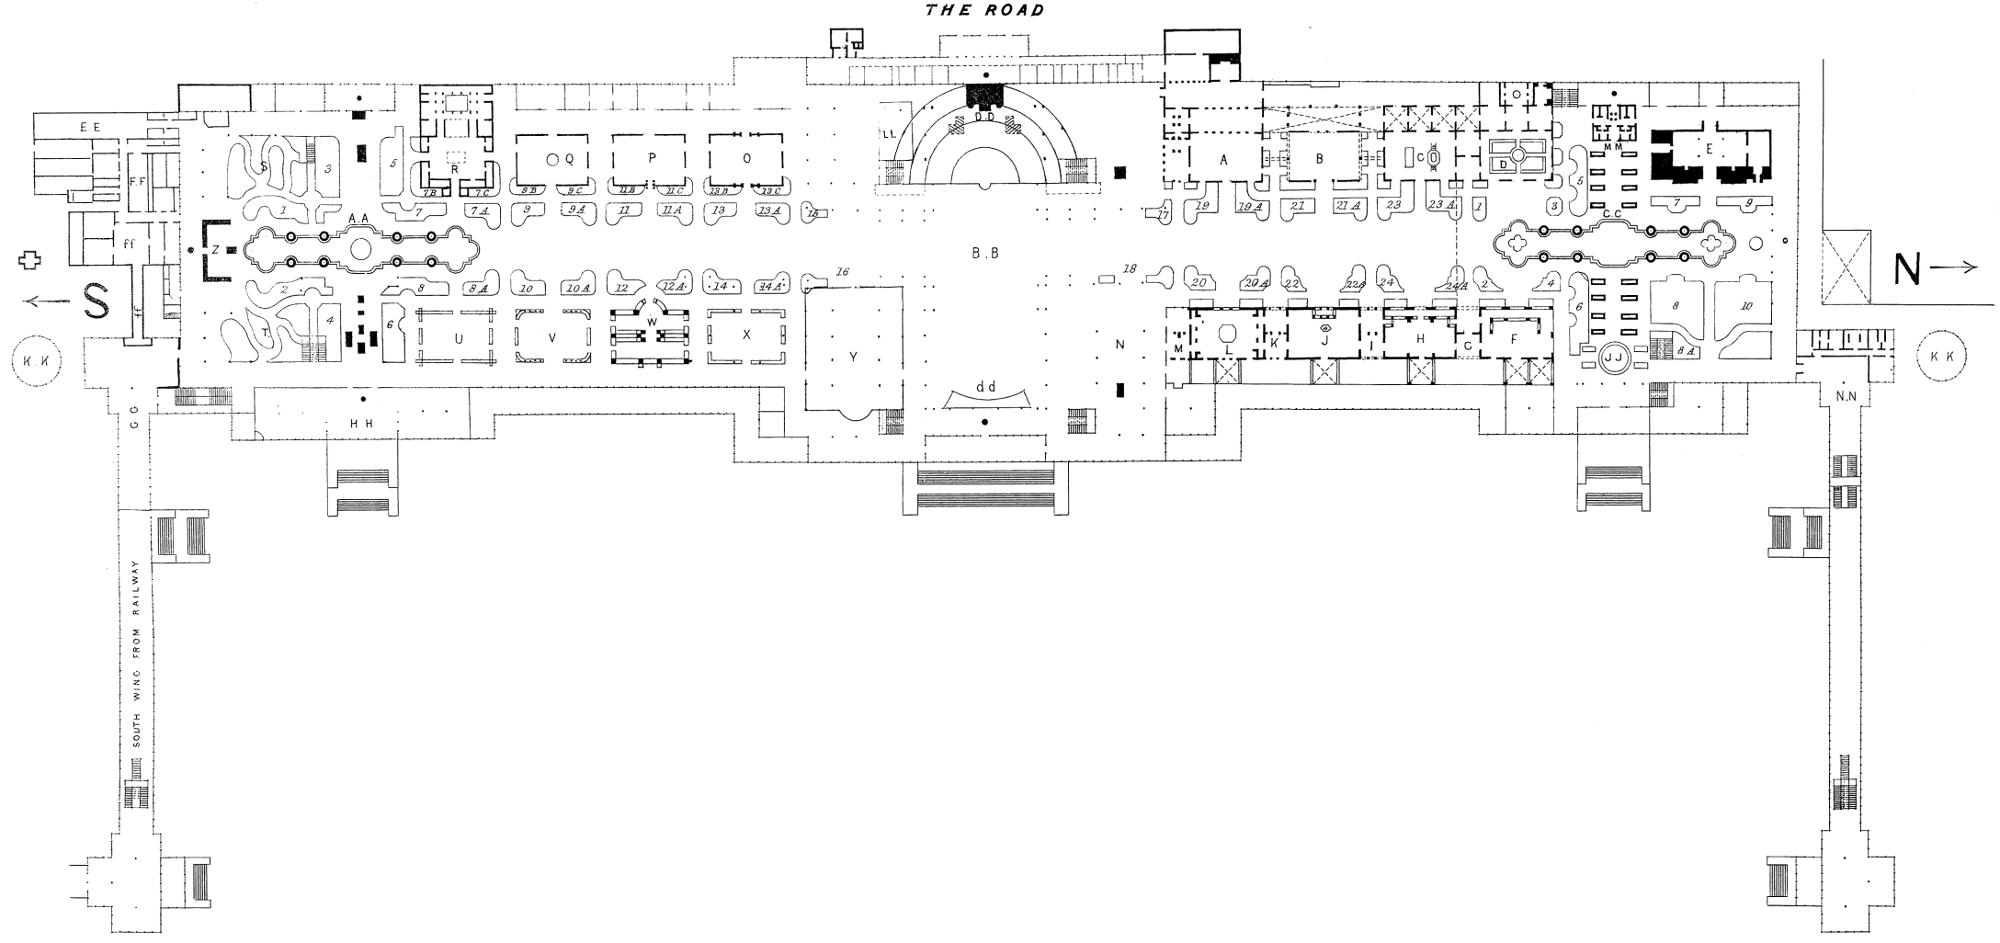 THE ROAD
E.E
F.F
ff
ff
S
K.K
G G
SOUTH WING FROM RAILWAY
S
3
5
1
A.A
7
7 A
7 B
7 C
R
Z
2
8
8 A
T
4
6
H H
Q
P
O
8 B
9 C
11 B
11 C
13 B
13 C
9
9 A
11
11 A
13
13 A
15
10
10 A
12
12 A
14
14 A
16
U
V
W
X
Y
LL
D.D
B.B
dd
N
17
18
A
B
C
D
19
19 A
21
21 A
23
23 A
1
3
20
20 A
22
22 A
24
24 A
2
4
M
L
K
J
I
H
G
F
M M
E
5
7
9
C.C
6
8
10
8 A
J J
N
K K
N.N